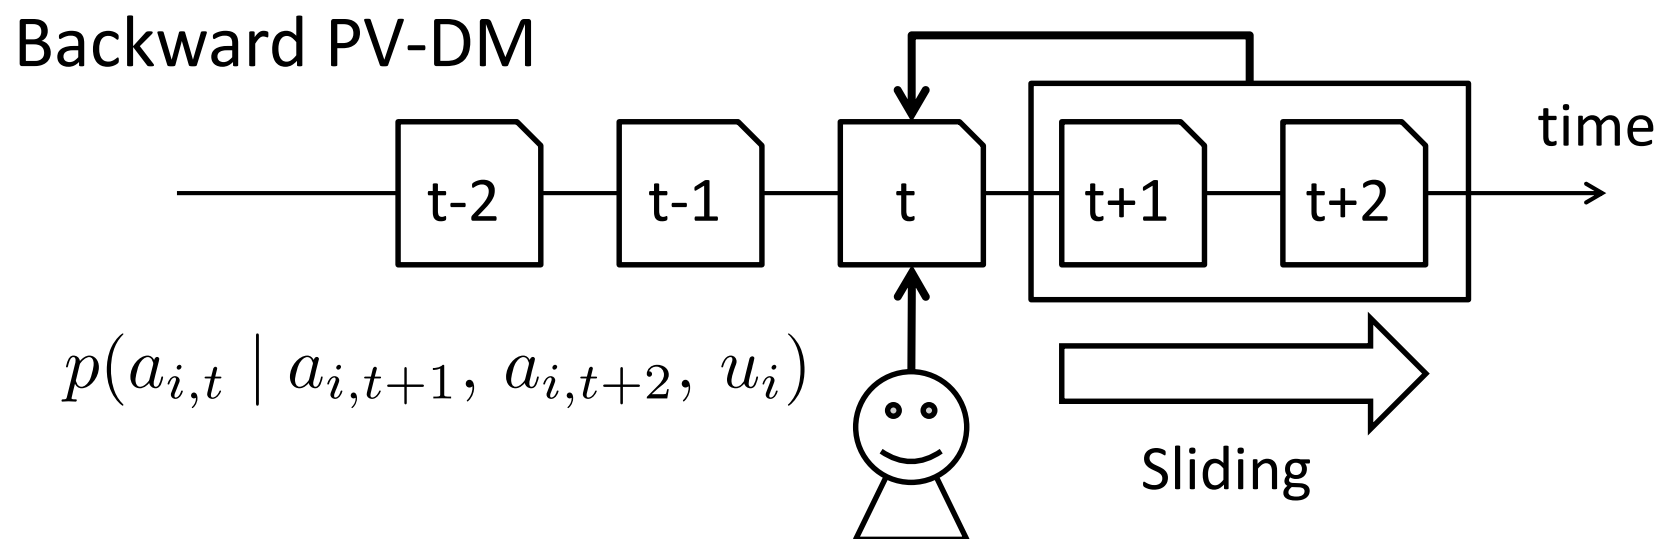 Backward PV-DM
time
t-2 t-1 t t+1 t+2
p(a_{i,t} | a_{i,t+1}, a_{i,t+2}, u_i)
Sliding